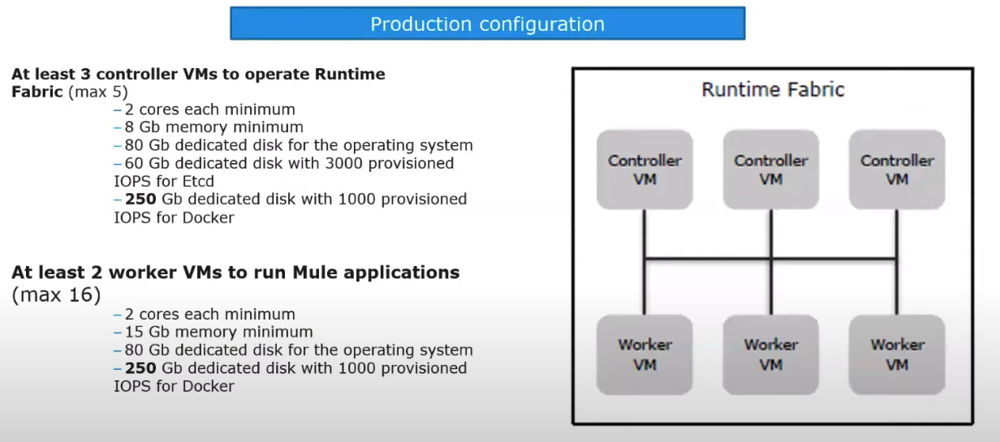 Production configuration
At least 3 controller VMs to operate Runtime
Fabric (max 5)
– 2 cores each minimum
– 8 Gb memory minimum
– 80 Gb dedicated disk for the operating system
– 60 Gb dedicated disk with 3000 provisioned
IOPS for Etcd
– 250 Gb dedicated disk with 1000 provisioned
IOPS for Docker
At least 2 worker VMs to run Mule applications
(max 16)
– 2 cores each minimum
– 15 Gb memory minimum
– 80 Gb dedicated disk for the operating system
– 250 Gb dedicated disk with 1000 provisioned
IOPS for Docker
Runtime Fabric
Controller
VM
Controller
VM
Controller
VM
Worker
VM
Worker
VM
Worker
VM